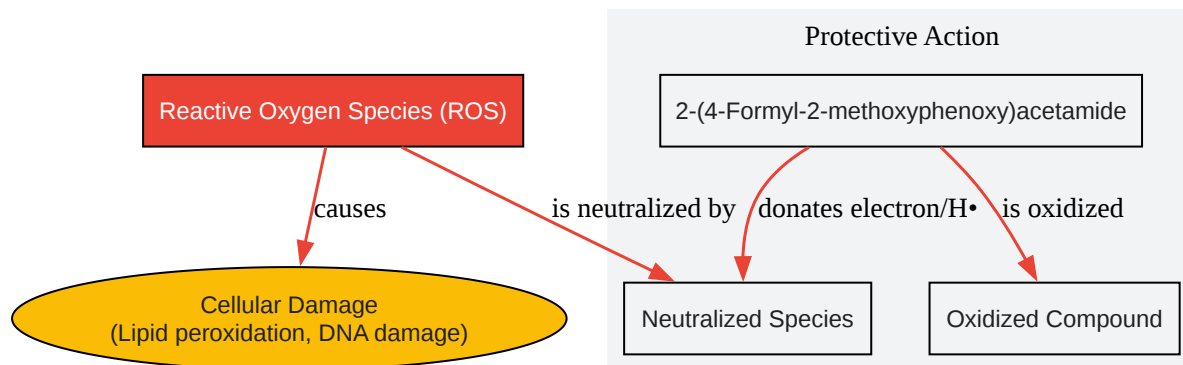 Protective Action
Reactive Oxygen Species (ROS)
2-(4-Formyl-2-methoxyphenoxy)acetamide
causes
is neutralized by
donates electron/H•
is oxidized
Cellular Damage
(Lipid peroxidation, DNA damage)
Neutralized Species
Oxidized Compound